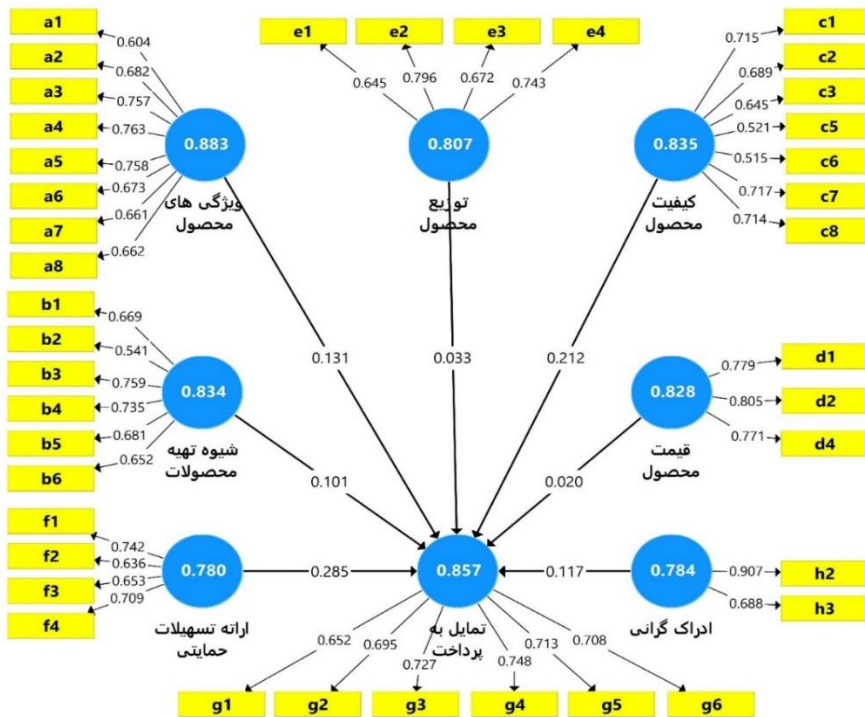 a1
a2
a3
a4
a5
a6
a7
a8
0.604
0.682
0.757
0.763
0.758
0.673
0.661
0.662
0.883
ویژگی های
محصول
e1
e2
e3
e4
0.645
0.796
0.672
0.743
0.807
توزیع
محصول
c1
c2
c3
c5
c6
c7
c8
0.715
0.689
0.645
0.521
0.515
0.717
0.714
0.835
کیفیت
محصول
b1
b2
b3
b4
b5
b6
0.669
0.541
0.759
0.735
0.681
0.652
0.834
شیوه تهیه
محصولات
0.131
0.033
0.212
0.101
0.020
d1
d2
d4
0.779
0.805
0.771
0.828
قیمت
محصول
f1
f2
f3
f4
0.742
0.636
0.653
0.709
0.780
ارائه تسهیلات
حمایتی
0.285
0.857
تمایل به
پرداخت
0.117
0.784
ادراک گرانی
0.907
0.688
h2
h3
0.652
0.695
0.727
0.748
0.713
0.708
g1
g2
g3
g4
g5
g6